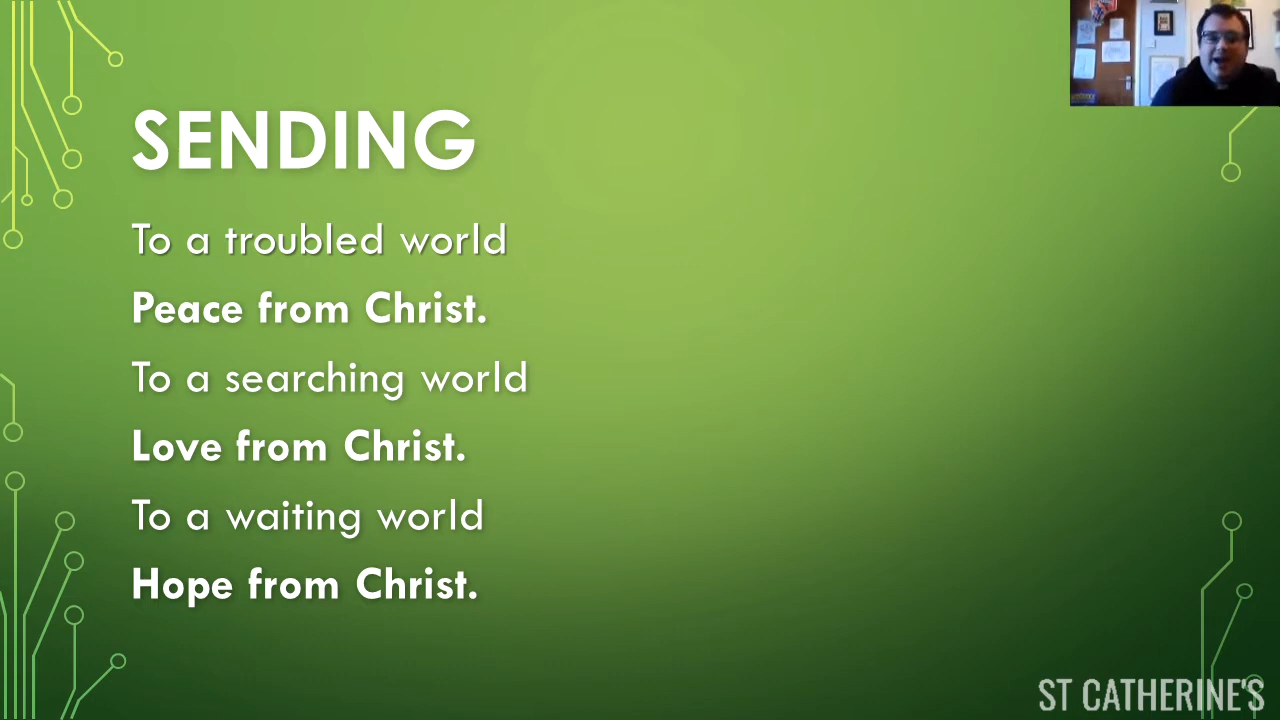 SENDING
To a troubled world
Peace from Christ.
To a searching world
Love from Christ.
To a waiting world
Hope from Christ.
ST CATHERINE'S